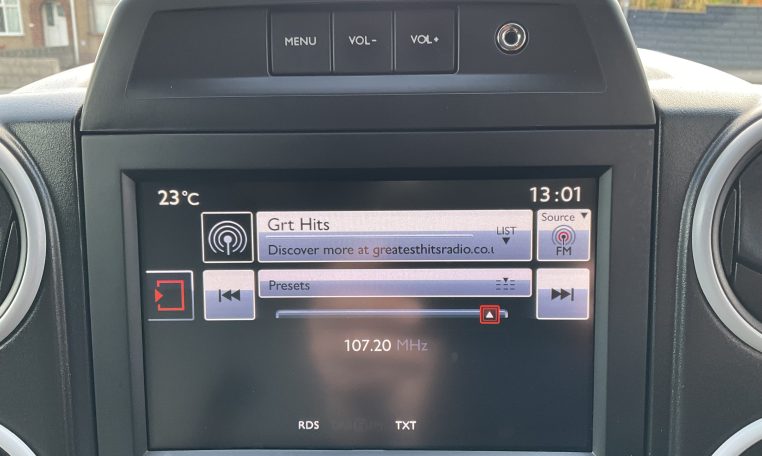 MENU VOL- VOL+
23°C 13:01
Grt Hits
LIST
Source
Discover more at greatesthitsradio.co.u
FM
Presets
107.20 MHz
RDS TXT